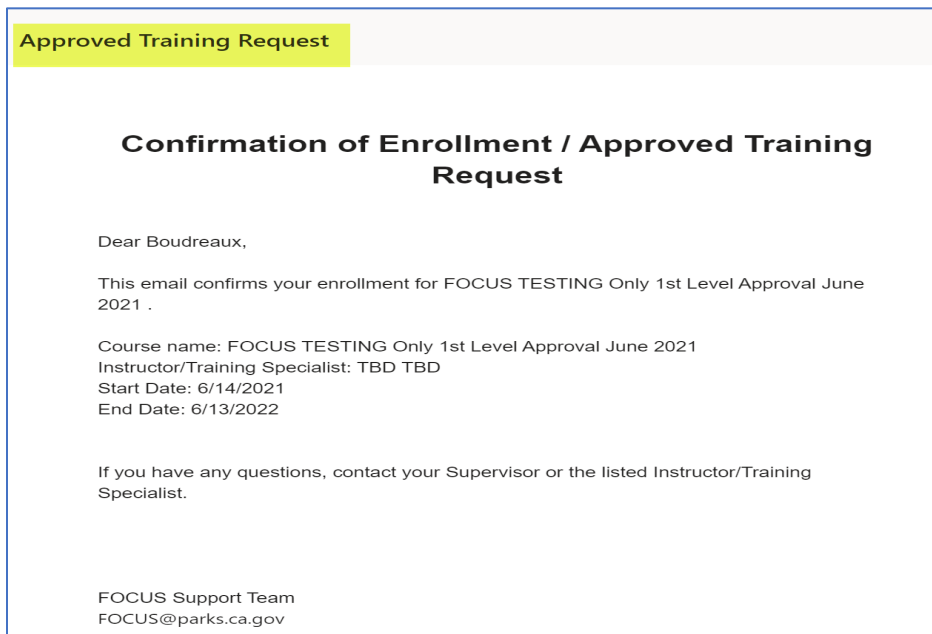 Approved Training Request
Confirmation of Enrollment / Approved Training
Request
Dear Boudreaux,
This email confirms your enrollment for FOCUS TESTING Only 1st Level Approval June
2021 .
Course name: FOCUS TESTING Only 1st Level Approval June 2021
Instructor/Training Specialist: TBD TBD
Start Date: 6/14/2021
End Date: 6/13/2022
If you have any questions, contact your Supervisor or the listed Instructor/Training
Specialist.
FOCUS Support Team
FOCUS@parks.ca.gov